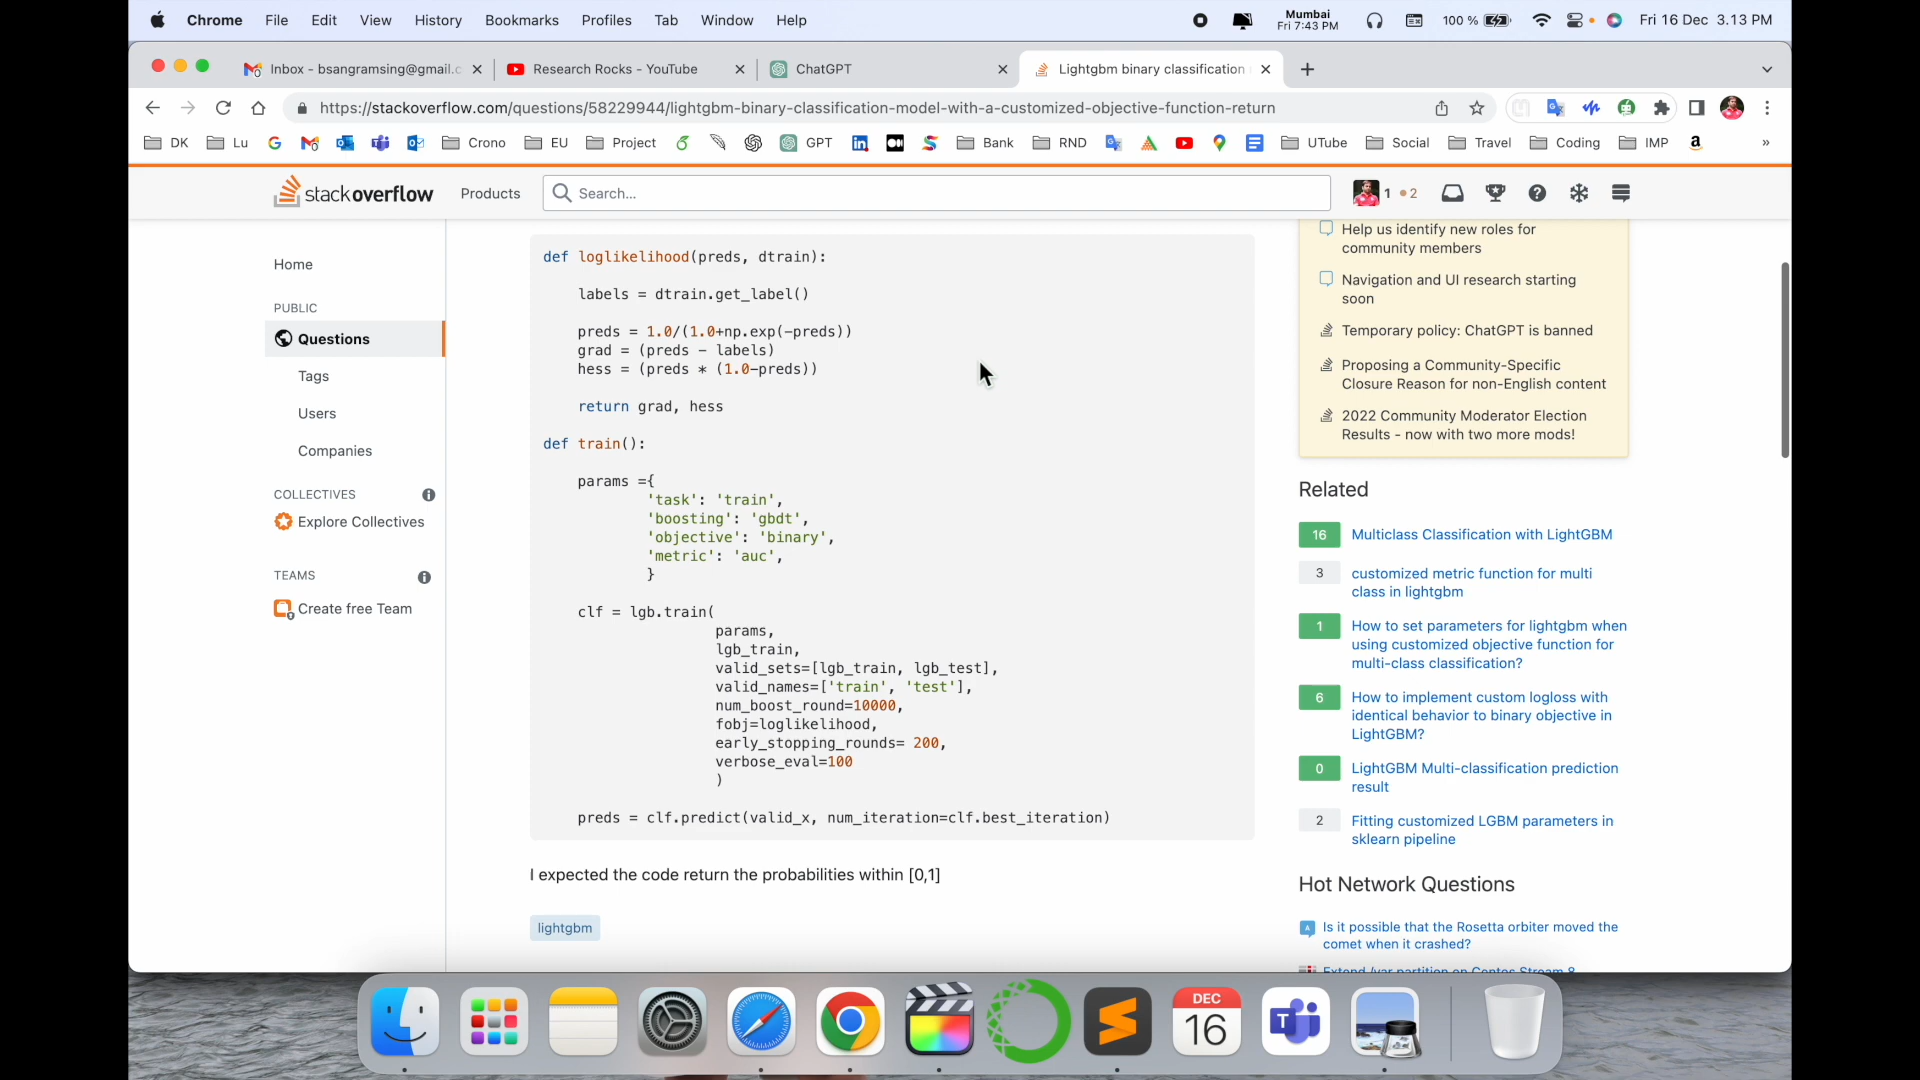 Chrome File Edit View History Bookmarks Profiles Tab Window Help
Mumbai
Fri 7:43 PM
100 %
Fri 16 Dec 3.13 PM
Inbox - bsangramsing@gmail.c
Research Rocks - YouTube
ChatGPT
Lightgbm binary classification
https://stackoverflow.com/questions/58229944/lightgbm-binary-classification-model-with-a-customized-objective-function-return
DK Lu Crono EU Project GPT Bank RND UTube Social Travel Coding IMP »
stackoverflow Products Search... 1 2
Home
PUBLIC
Questions
Tags
Users
Companies
COLLECTIVES
Explore Collectives
TEAMS
Create free Team
def loglikelihood(preds, dtrain):
labels = dtrain.get_label()
preds = 1.0/(1.0+np.exp(-preds))
grad = (preds - labels)
hess = (preds * (1.0-preds))
return grad, hess
def train():
params ={
'task': 'train',
'boosting': 'gbdt',
'objective': 'binary',
'metric': 'auc',
}
clf = lgb.train(
params,
lgb_train,
valid_sets=[lgb_train, lgb_test],
valid_names=['train', 'test'],
num_boost_round=10000,
fobj=loglikelihood,
early_stopping_rounds= 200,
verbose_eval=100
)
preds = clf.predict(valid_x, num_iteration=clf.best_iteration)
I expected the code return the probabilities within [0,1]
lightgbm
Help us identify new roles for
community members
Navigation and UI research starting
soon
Temporary policy: ChatGPT is banned
Proposing a Community-Specific
Closure Reason for non-English content
2022 Community Moderator Election
Results - now with two more mods!
Related
16 Multiclass Classification with LightGBM
3 customized metric function for multi
class in lightgbm
1 How to set parameters for lightgbm when
using customized objective function for
multi-class classification?
6 How to implement custom logloss with
identical behavior to binary objective in
LightGBM?
0 LightGBM Multi-classification prediction
result
2 Fitting customized LGBM parameters in
sklearn pipeline
Hot Network Questions
Is it possible that the Rosetta orbiter moved the
comet when it crashed?
Extend /var partition on Centos Stream 8
DEC
16